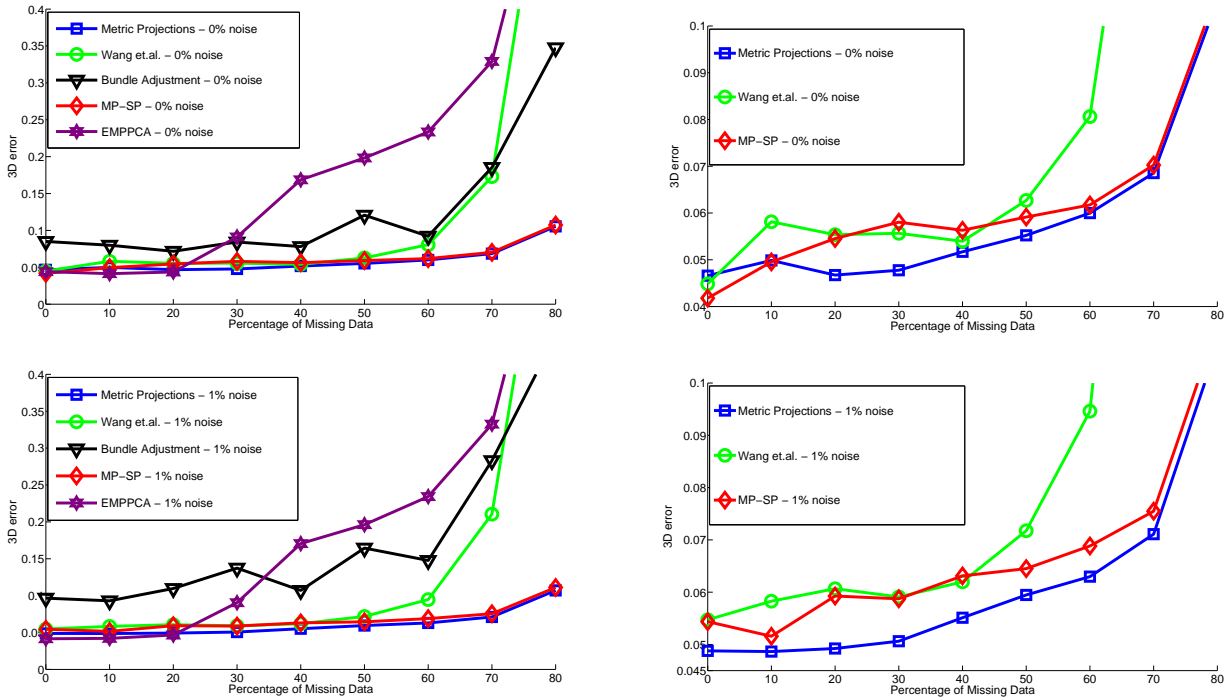 0.4
0.35
0.3
0.25
0.2
0.15
0.1
0.05
0
3D error
Metric Projections – 0% noise
Wang et.al. – 0% noise
Bundle Adjustment – 0% noise
MP–SP – 0% noise
EMPPCA – 0% noise
0 10 20 30 40 50 60 70 80
Percentage of Missing Data
0.1
0.09
0.08
0.07
0.06
0.05
0.04
3D error
Metric Projections – 0% noise
Wang et.al. – 0% noise
MP–SP – 0% noise
0 10 20 30 40 50 60 70 80
Percentage of Missing Data
0.4
0.35
0.3
0.25
0.2
0.15
0.1
0.05
0
3D error
Metric Projections – 1% noise
Wang et.al. – 1% noise
Bundle Adjustment – 1% noise
MP–SP – 1% noise
EMPPCA – 1% noise
0 10 20 30 40 50 60 70 80
Percentage of Missing Data
0.1
0.09
0.08
0.07
0.06
0.05
0.045
3D error
Metric Projections – 1% noise
Wang et.al. – 1% noise
MP–SP – 1% noise
0 10 20 30 40 50 60 70 80
Percentage of Missing Data